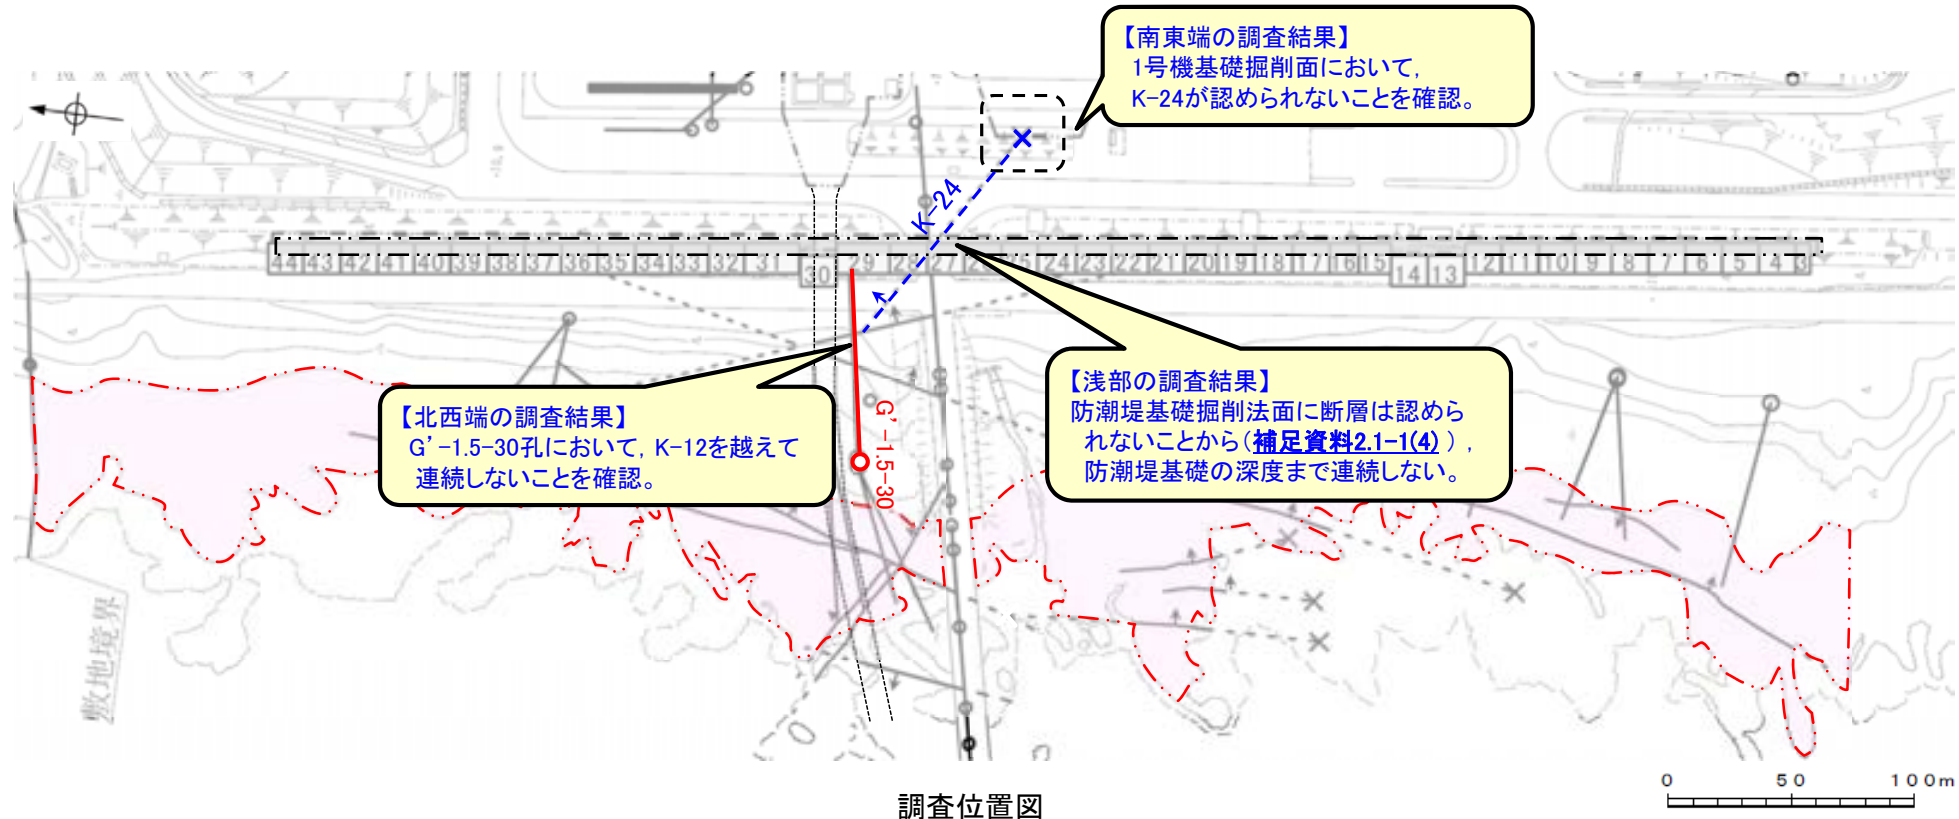 【南東端の調査結果】
1号機基礎掘削面において，
K-24が認められないことを確認。
K-24
44 43 42 41 40 39 38 37 36 35 34 33 32 31 30 29 28 27 26 25 24 23 22 21 20 19 18 17 16 15 14 13 12 11 10 9 8 7 6 5 4 3
【北西端の調査結果】
G’-1.5-30孔において，K-12を越えて
連続しないことを確認。
G’-1.5-30
【浅部の調査結果】
防潮堤基礎掘削法面に断層は認めら
れないことから（補足資料2.1-1(4)），
防潮堤基礎の深度まで連続しない。
敷地境界
0 50 100m
調査位置図